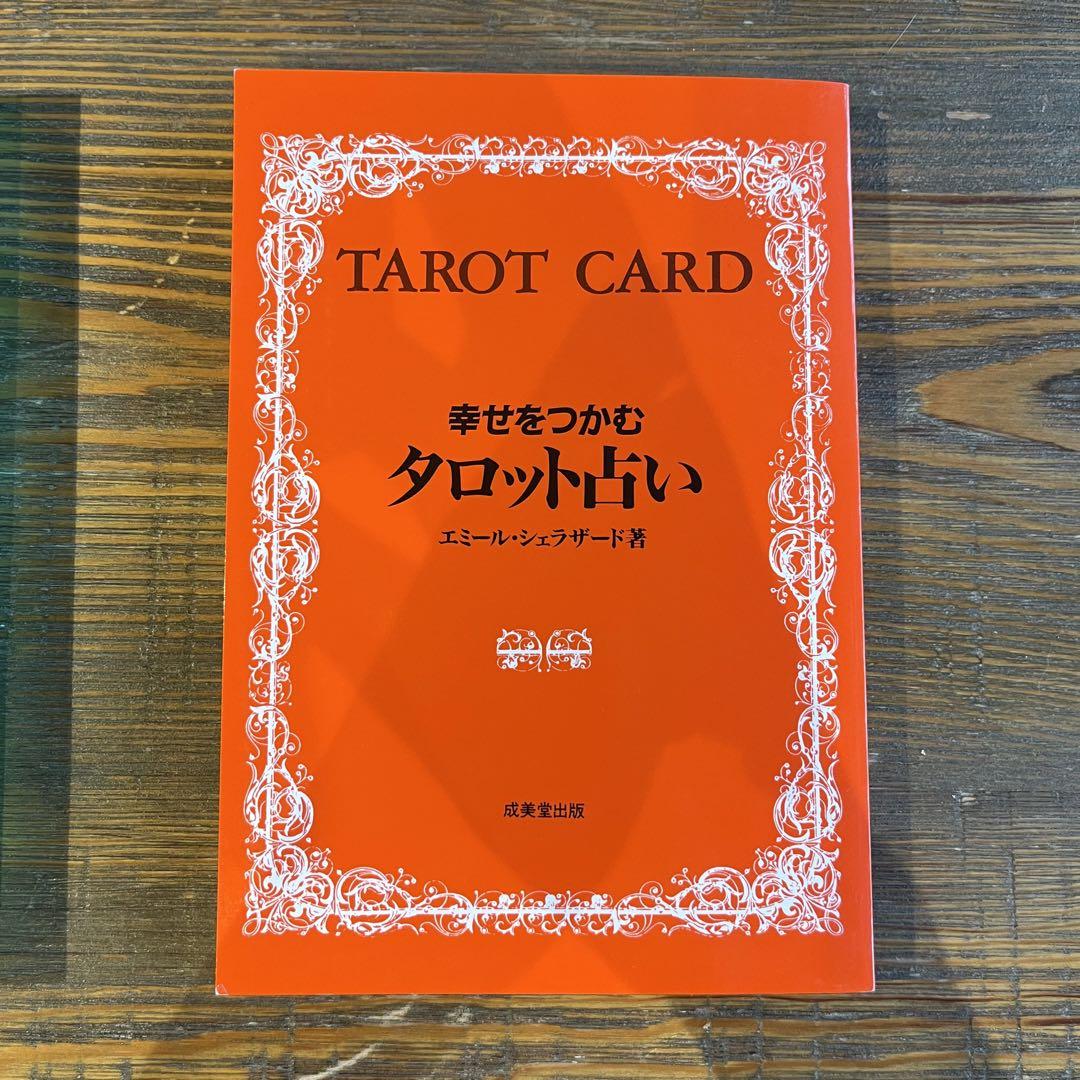 TAROT CARD
幸せをつかむ
タロット占い
エミール・シェラザード著
成美堂出版